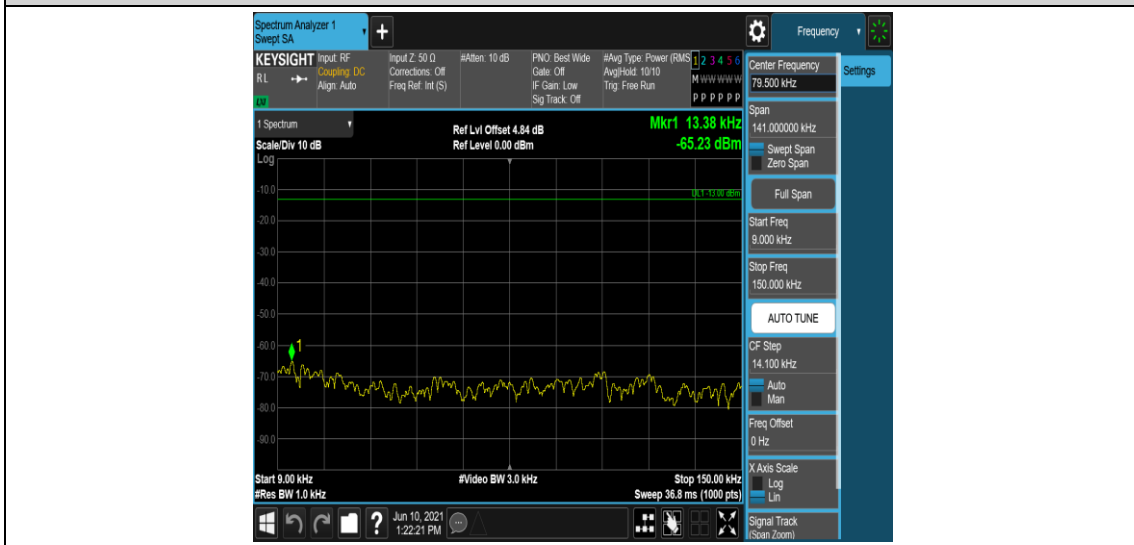 Spectrum Analyzer 1
Swept SA
+
Frequency
KEYSIGHT
RL
LXI
Input: RF
Coupling: DC
Align: Auto
Input Z: 50 Ω
Corrections: Off
Freq Ref: Int (S)
#Atten: 10 dB
PNO: Best Wide
Gate: Off
IF Gain: Low
Sig Track: Off
#Avg Type: Power (RMS
Avg|Hold: 10/10
Trig: Free Run
1 2 3 4 5 6
M W W W W W
P P P P P P
Center Frequency
79.500 kHz
Settings
1 Spectrum
Scale/Div 10 dB
Log
Ref Lvl Offset 4.84 dB
Ref Level 0.00 dBm
Mkr1 13.38 kHz
-65.23 dBm
Span
141.000000 kHz
Swept Span
Zero Span
Full Span
DL1 -13.00 dBm
-10.0
-20.0
-30.0
-40.0
-50.0
-60.0
-70.0
-80.0
-90.0
1
Start Freq
9.000 kHz
Stop Freq
150.000 kHz
AUTO TUNE
CF Step
14.100 kHz
Auto
Man
Freq Offset
0 Hz
X Axis Scale
Log
Lin
Signal Track
(Span Zoom)
Start 9.00 kHz
#Res BW 1.0 kHz
#Video BW 3.0 kHz
Stop 150.00 kHz
Sweep 36.8 ms (1000 pts)
?
Jun 10, 2021
1:22:21 PM